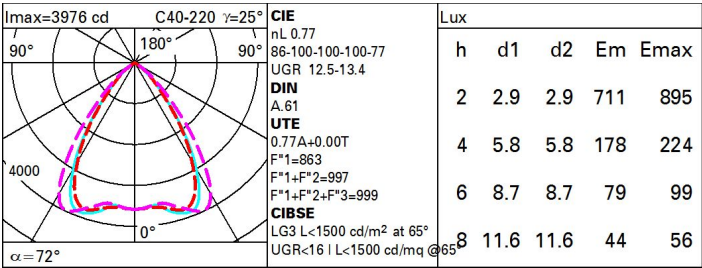 Imax=3976 cd C40-220 γ=25°
90° 180° 90°
4000
0°
α=72°
CIE
nL 0.77
86-100-100-100-77
UGR 12.5-13.4
DIN
A.61
UTE
0.77A+0.00T
F"1=863
F"1+F"2=997
F"1+F"2+F"3=999
CIBSE
LG3 L<1500 cd/m² at 65°
UGR<16 | L<1500 cd/mq @65°
Lux
h d1 d2 Em Emax
2 2.9 2.9 711 895
4 5.8 5.8 178 224
6 8.7 8.7 79 99
8 11.6 11.6 44 56